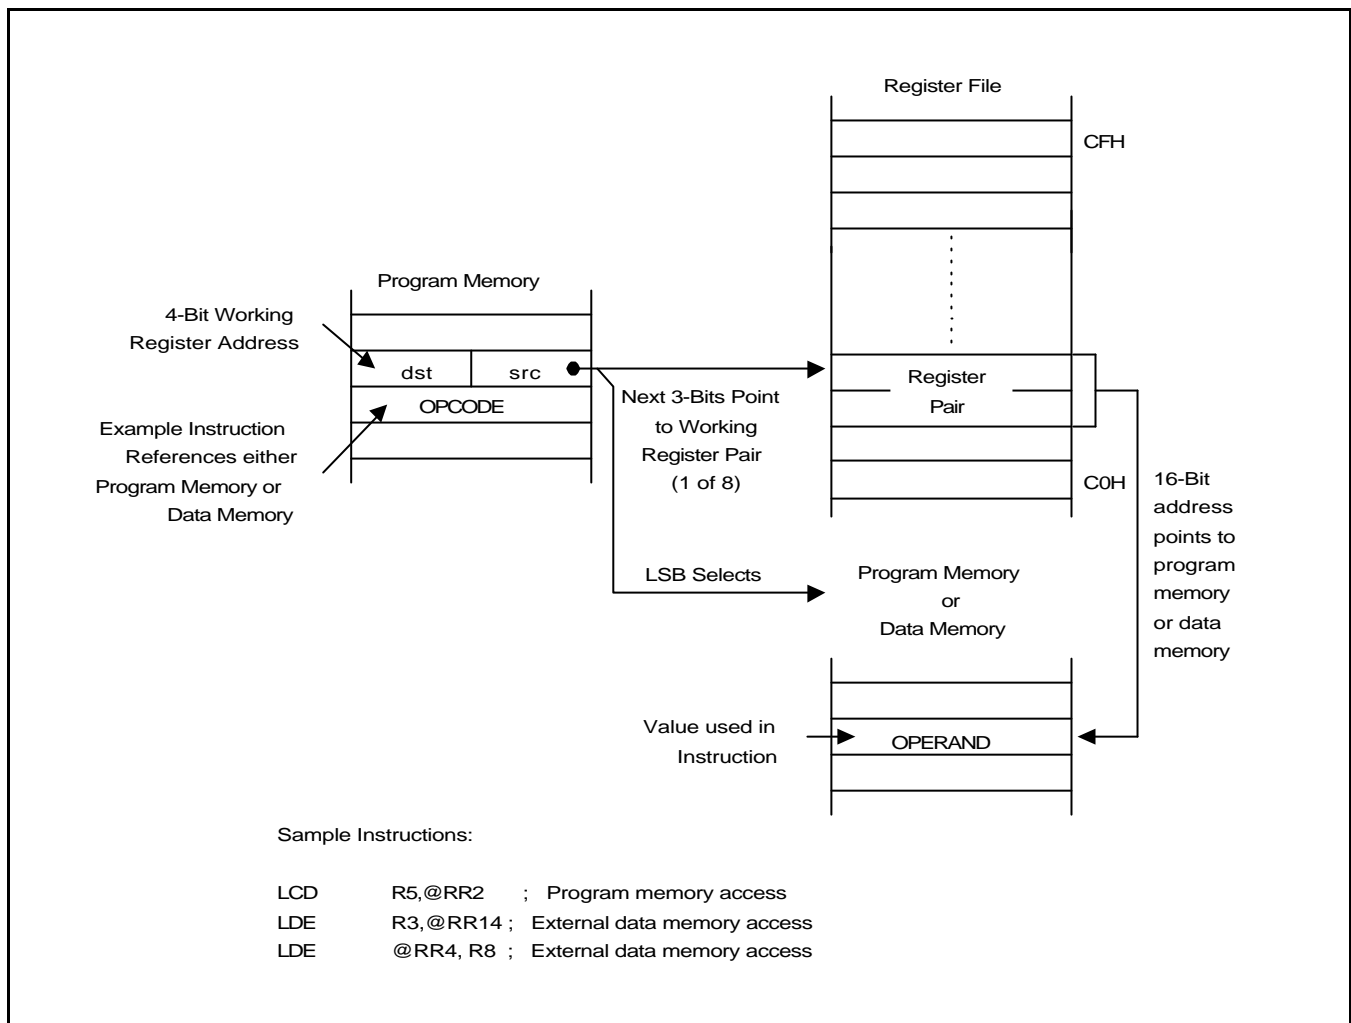 Register File
CFH
Program Memory
4-Bit Working
Register Address
dst src
OPCODE
Example Instruction
References either
Program Memory or
Data Memory
Next 3-Bits Point
to Working
Register Pair
(1 of 8)
Register
Pair
C0H
16-Bit
address
points to
program
memory
or data
memory
LSB Selects
Program Memory
or
Data Memory
Value used in
Instruction
OPERAND
Sample Instructions:
LCD R5,@RR2 ; Program memory access
LDE R3,@RR14 ; External data memory access
LDE @RR4, R8 ; External data memory access